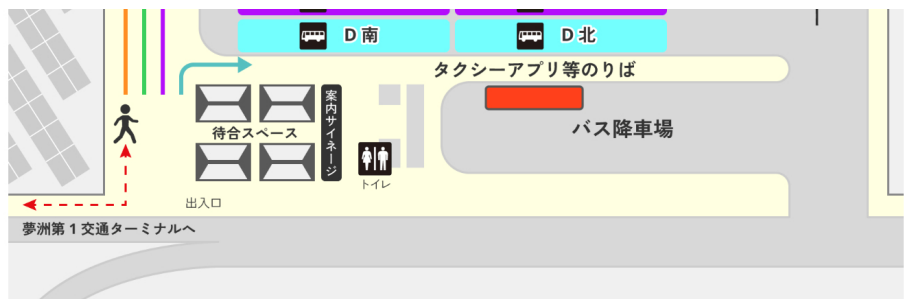 D南
D北
タクシーアプリ等のりば
案内サイネージ
バス降車場
待合スペース
トイレ
出入口
夢洲第1交通ターミナルへ